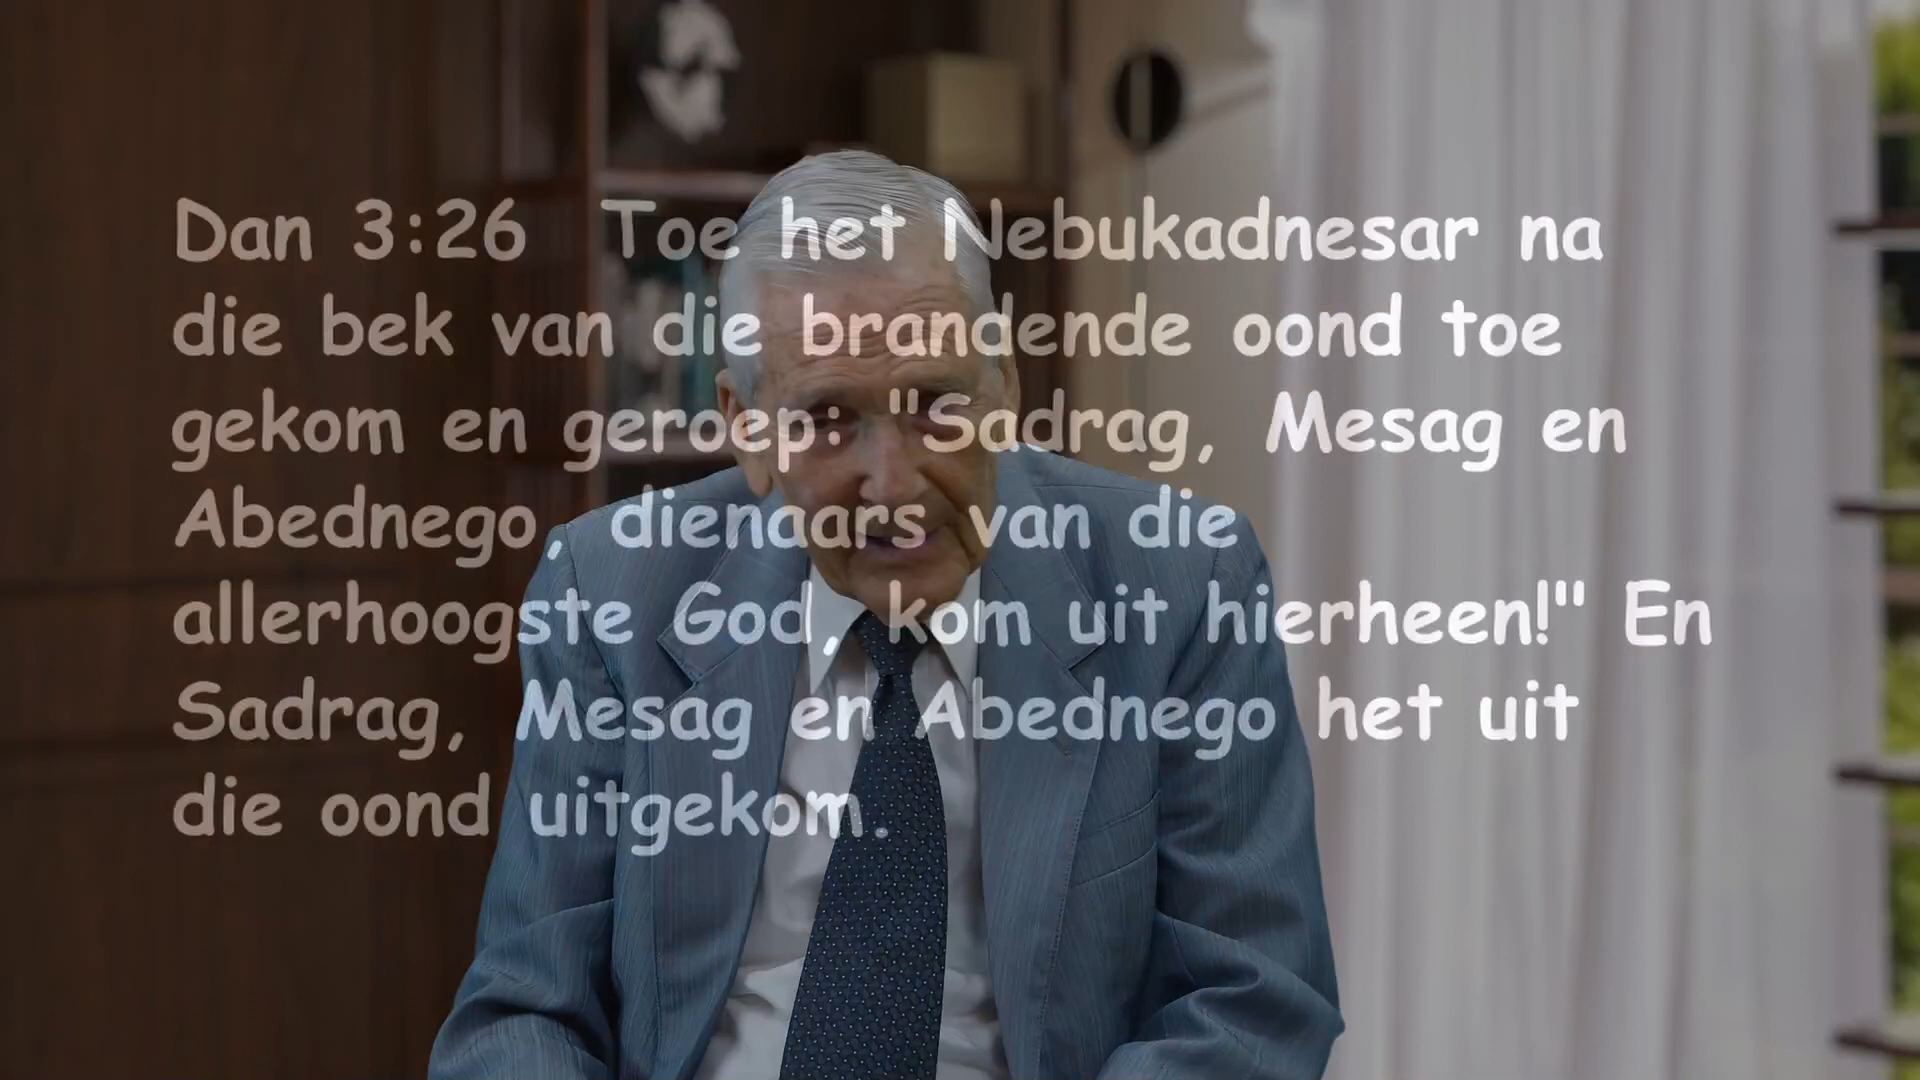 Dan 3:26 Toe het Nebukadnesar na
die bek van die brandende oond toe
gekom en geroep: "Sadrag, Mesag en
Abednego, dienaars van die
allerhoogste God, kom uit hierheen!" En
Sadrag, Mesag en Abednego het uit
die oond uitgekom.